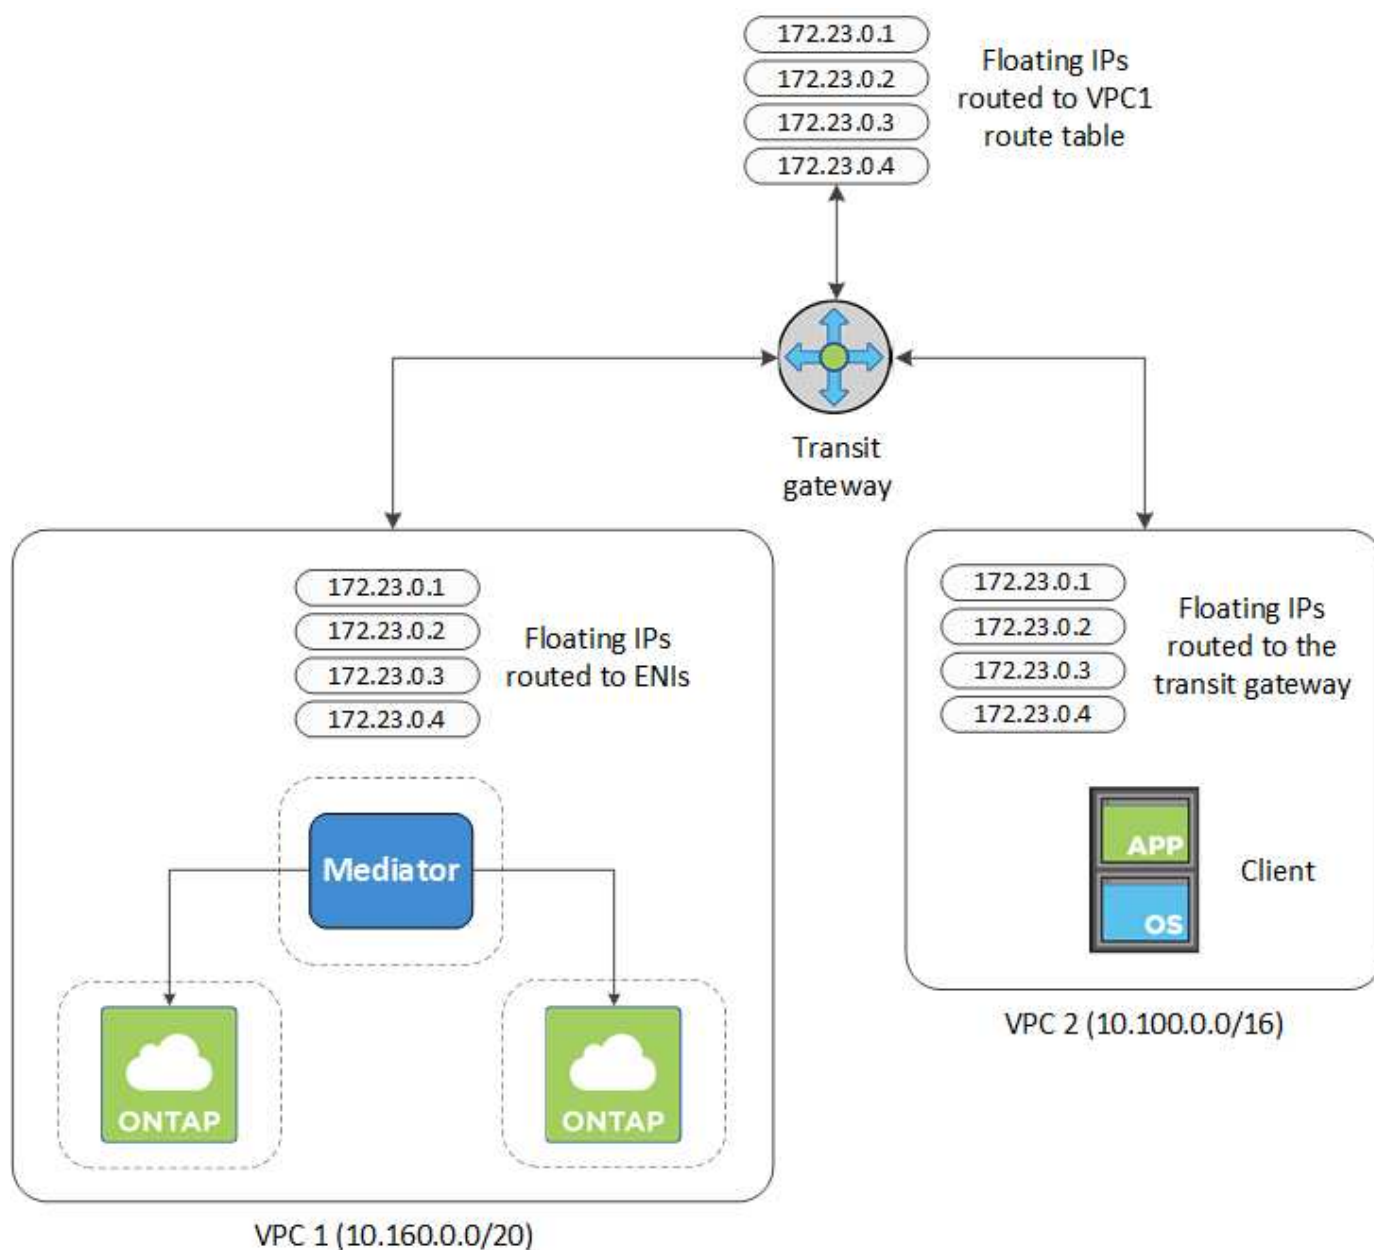 172.23.0.1
172.23.0.2
172.23.0.3
172.23.0.4
Floating IPs
routed to VPC1
route table
Transit
gateway
172.23.0.1
172.23.0.2
172.23.0.3
172.23.0.4
Floating IPs
routed to ENIs
Mediator
ONTAP
ONTAP
VPC 1 (10.160.0.0/20)
172.23.0.1
172.23.0.2
172.23.0.3
172.23.0.4
Floating IPs
routed to the
transit gateway
APP
OS
Client
VPC 2 (10.100.0.0/16)